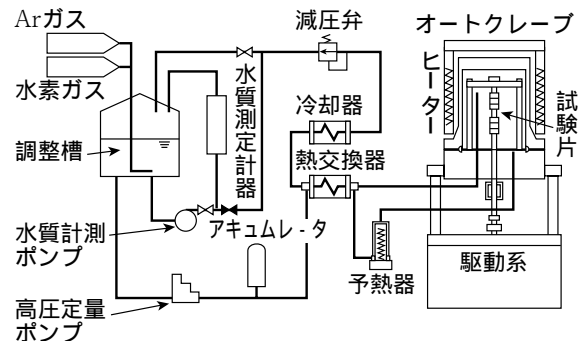 Arガス
水素ガス
調整槽
水質計測
ポンプ
高圧定量
ポンプ
水質測定計器
アキュムレ-タ
減圧弁
冷却器
熱交換器
予熱器
オートクレーブ
ヒーター
試験片
駆動系